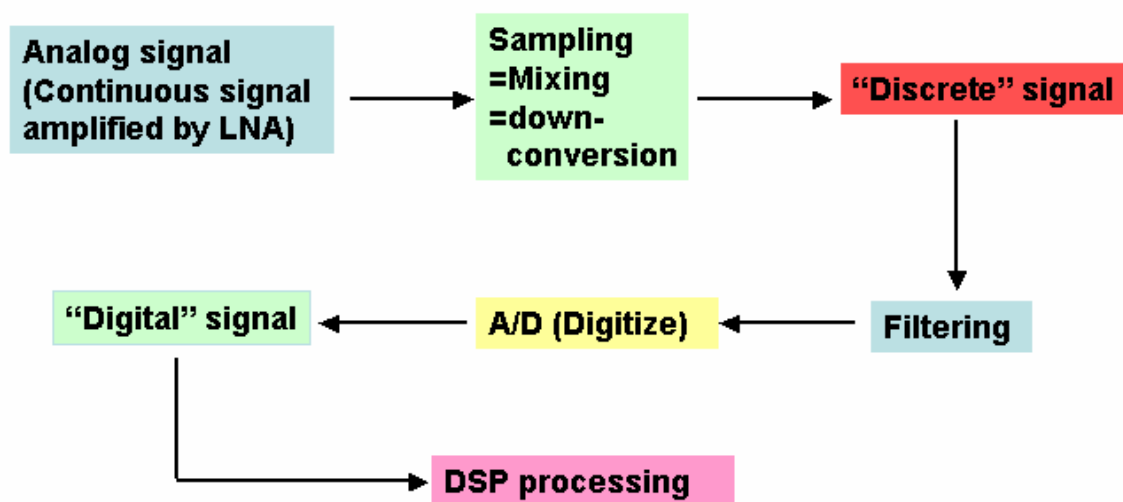 Analog signal
(Continuous signal
amplified by LNA)
Sampling
=Mixing
=down-
conversion
“Discrete” signal
Filtering
A/D (Digitize)
“Digital” signal
DSP processing